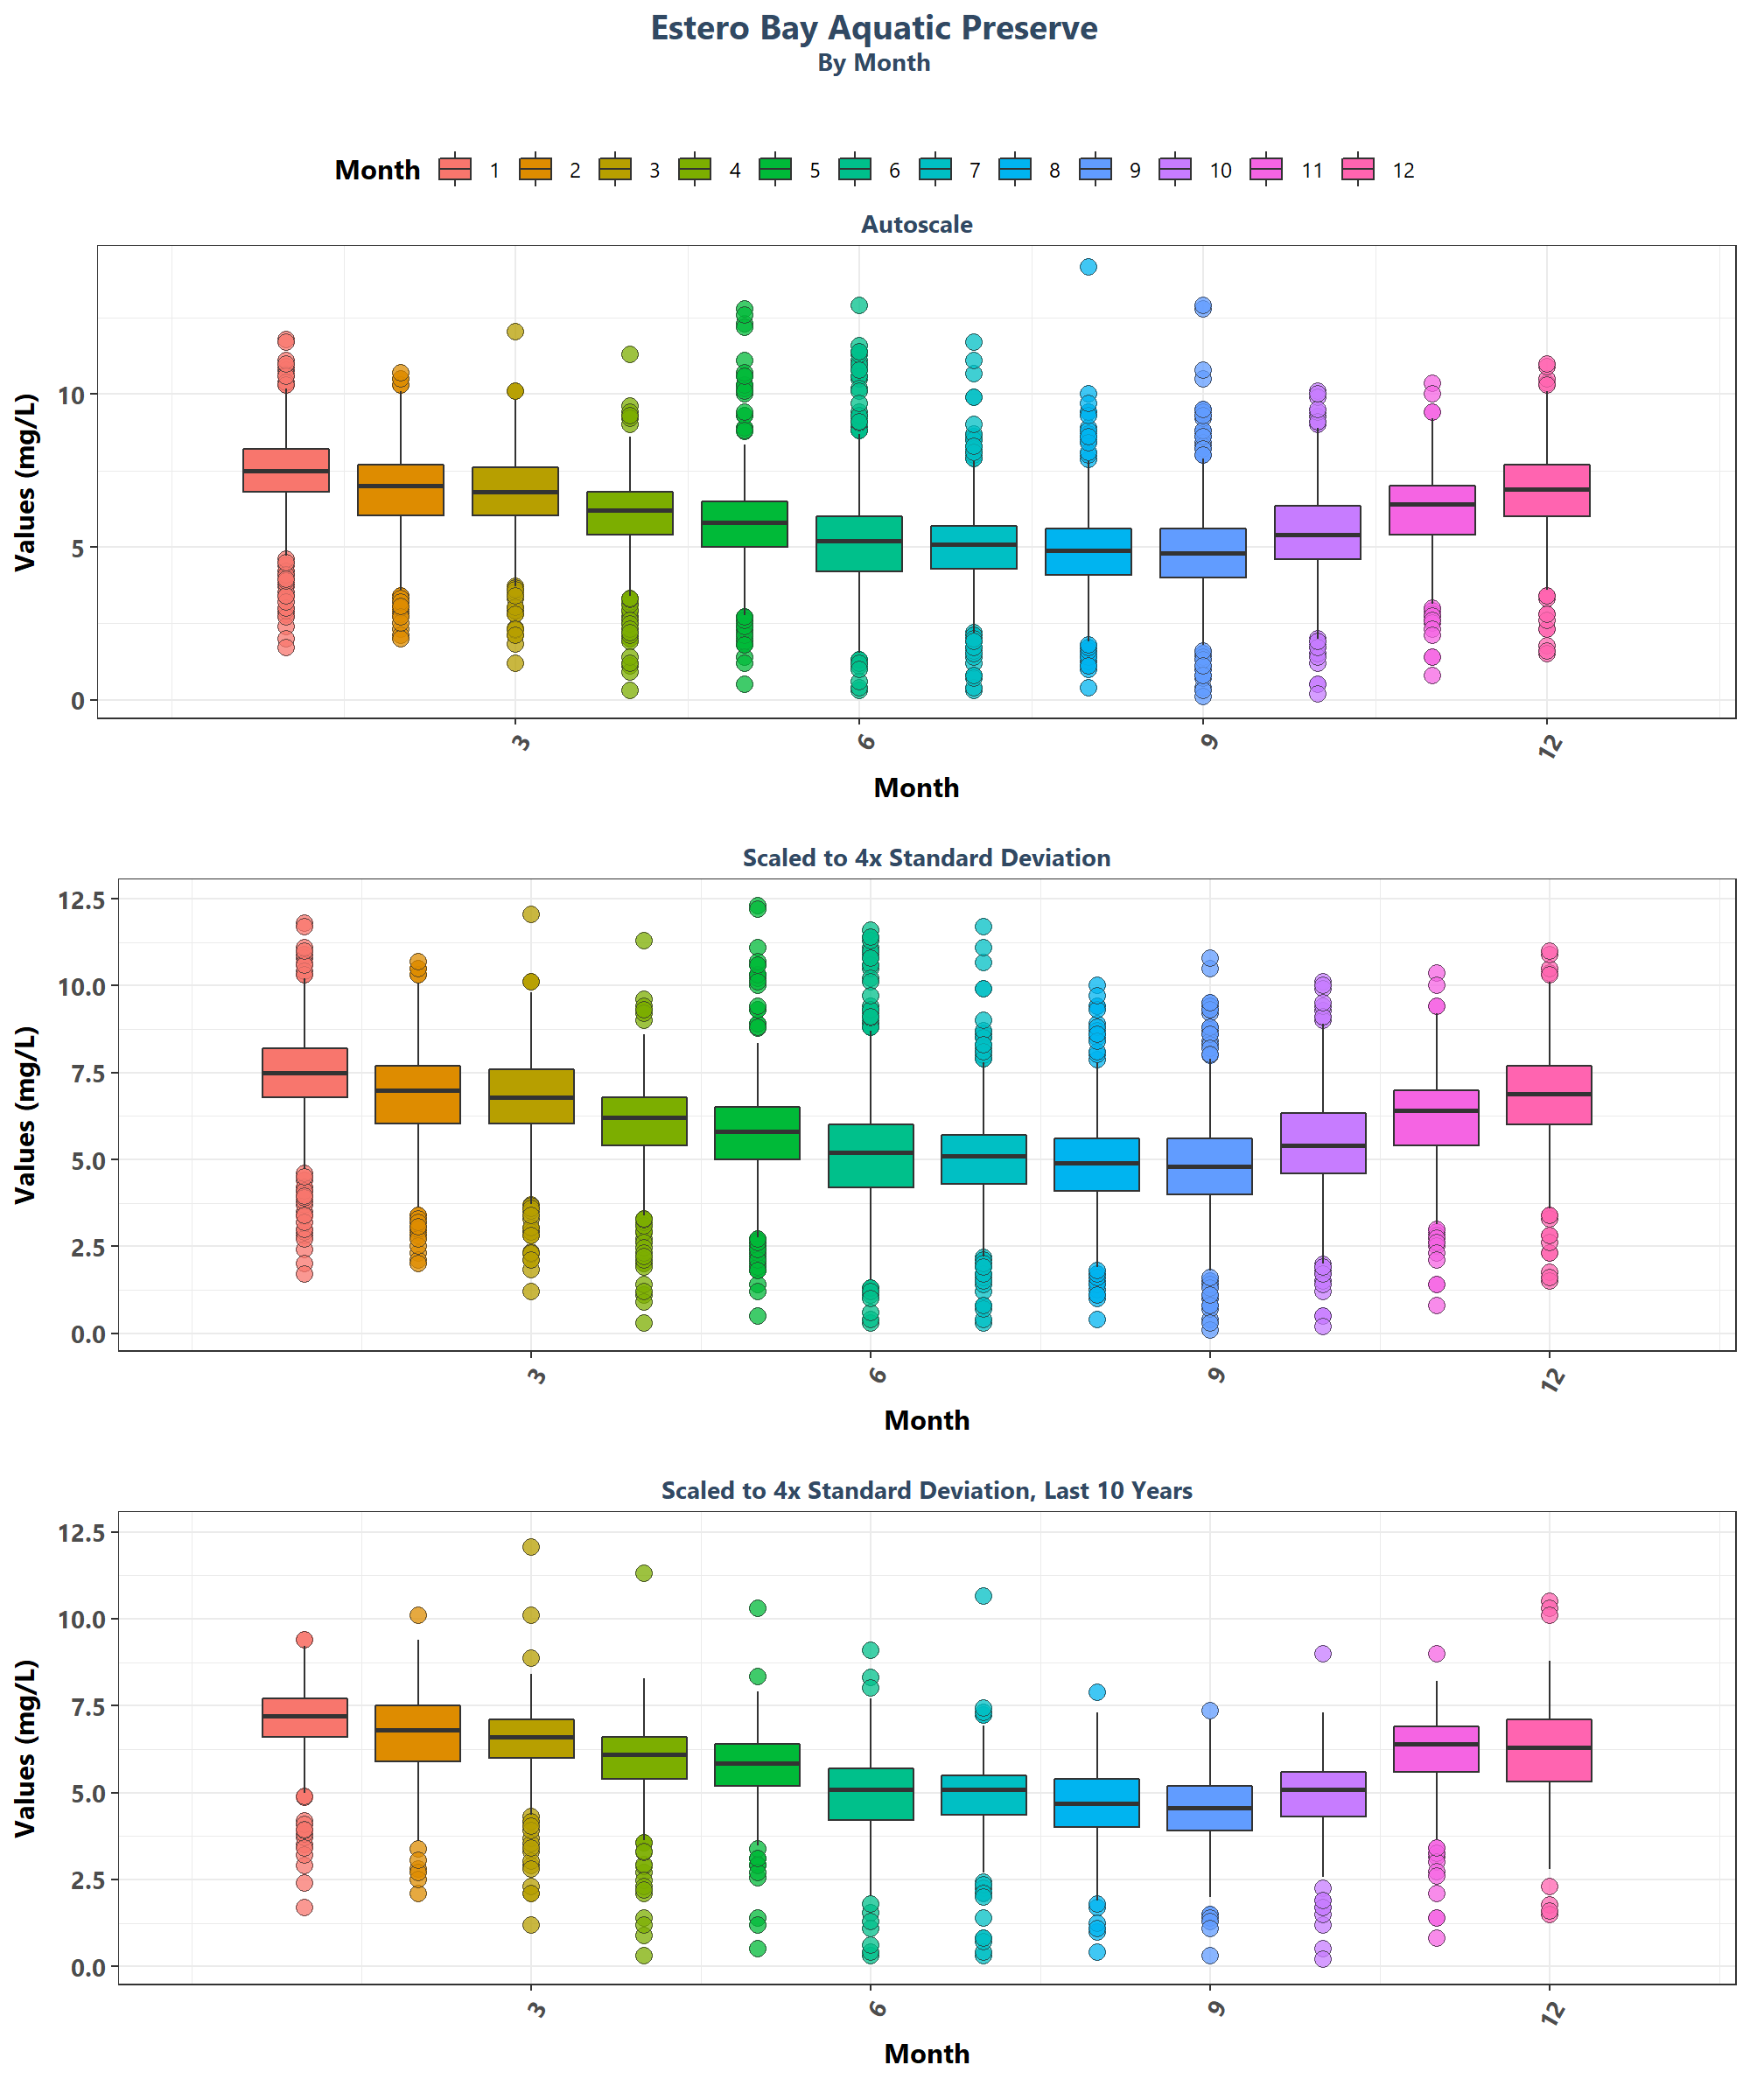 Estero Bay Aquatic Preserve
By Month
Month 1 2 3 4 5 6 7 8 9 10 11 12
Autoscale
Values (mg/L)
10
5
0
3 6 9 12
Month
Scaled to 4x Standard Deviation
Values (mg/L)
12.5
10.0
7.5
5.0
2.5
0.0
3 6 9 12
Month
Scaled to 4x Standard Deviation, Last 10 Years
Values (mg/L)
12.5
10.0
7.5
5.0
2.5
0.0
3 6 9 12
Month